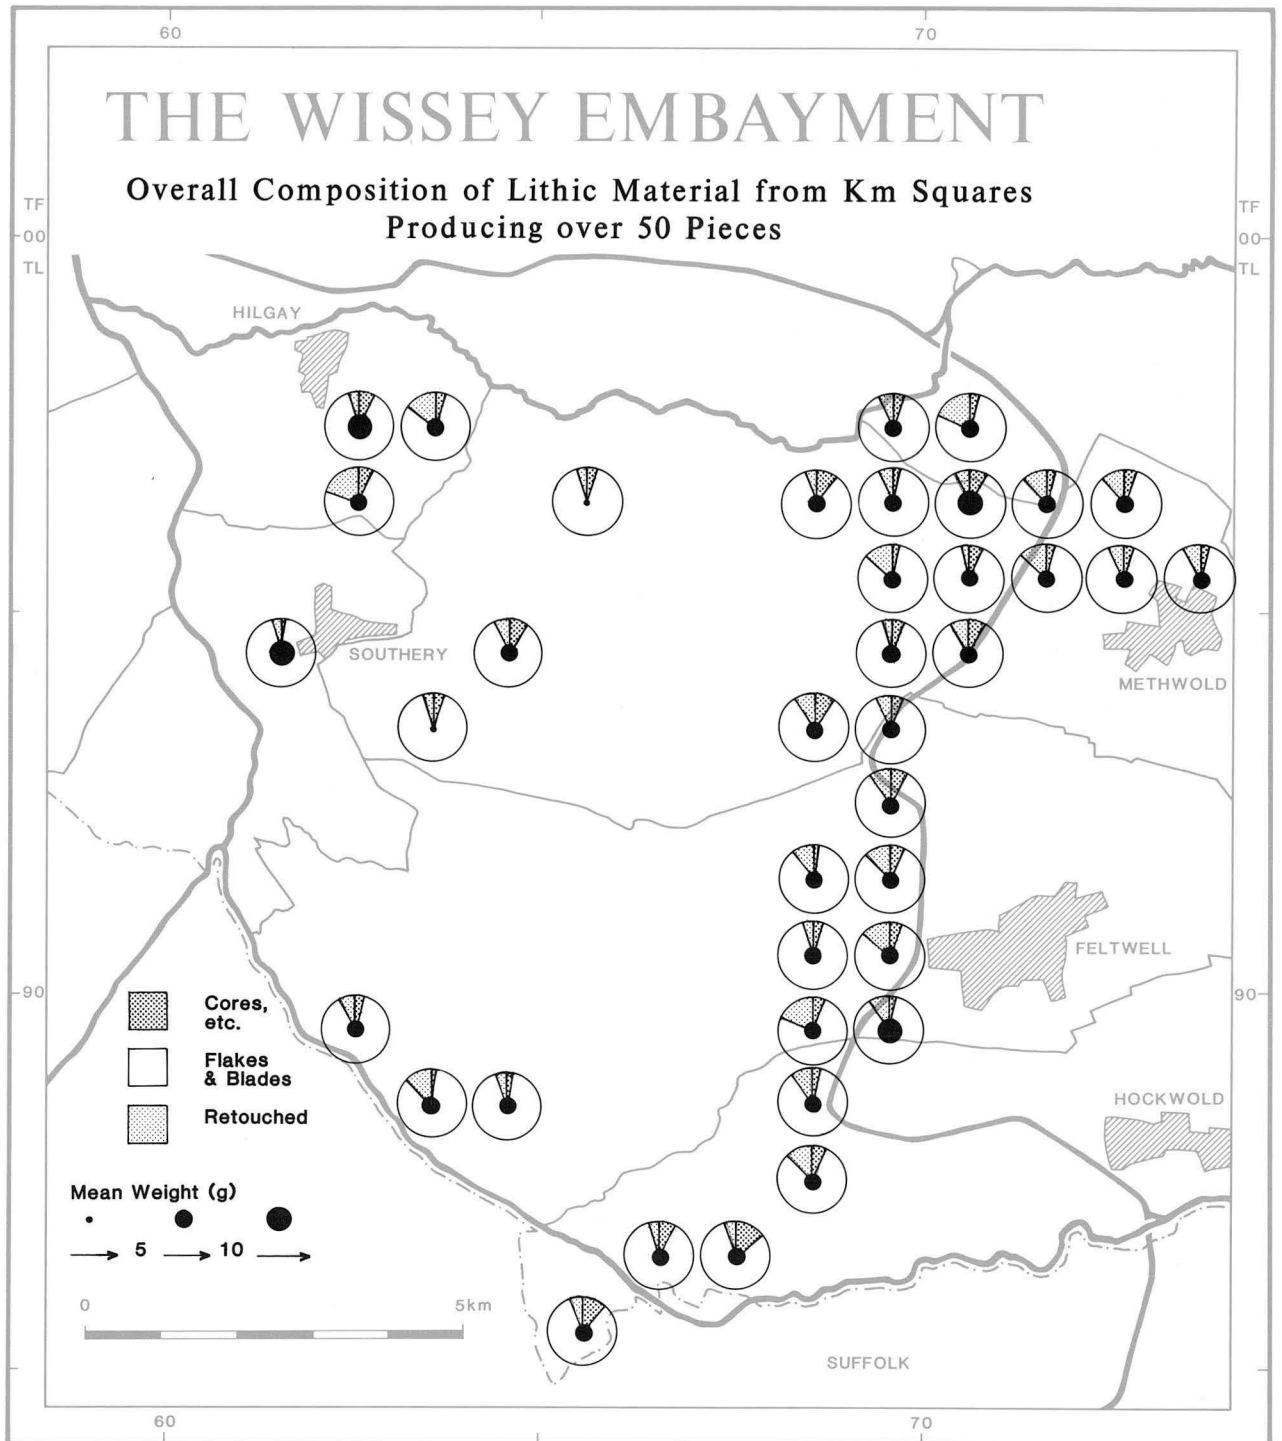 60 70
THE WISSEY EMBAYMENT
Overall Composition of Lithic Material from Km Squares
Producing over 50 Pieces
TF TF
00 00
TL TL
HILGAY
SOUTHERY
METHWOLD
FELTWELL
90 90
Cores,
etc.
Flakes
& Blades
Retouched
HOCKWOLD
Mean Weight (g)
5 10
0 5km
SUFFOLK
60 70